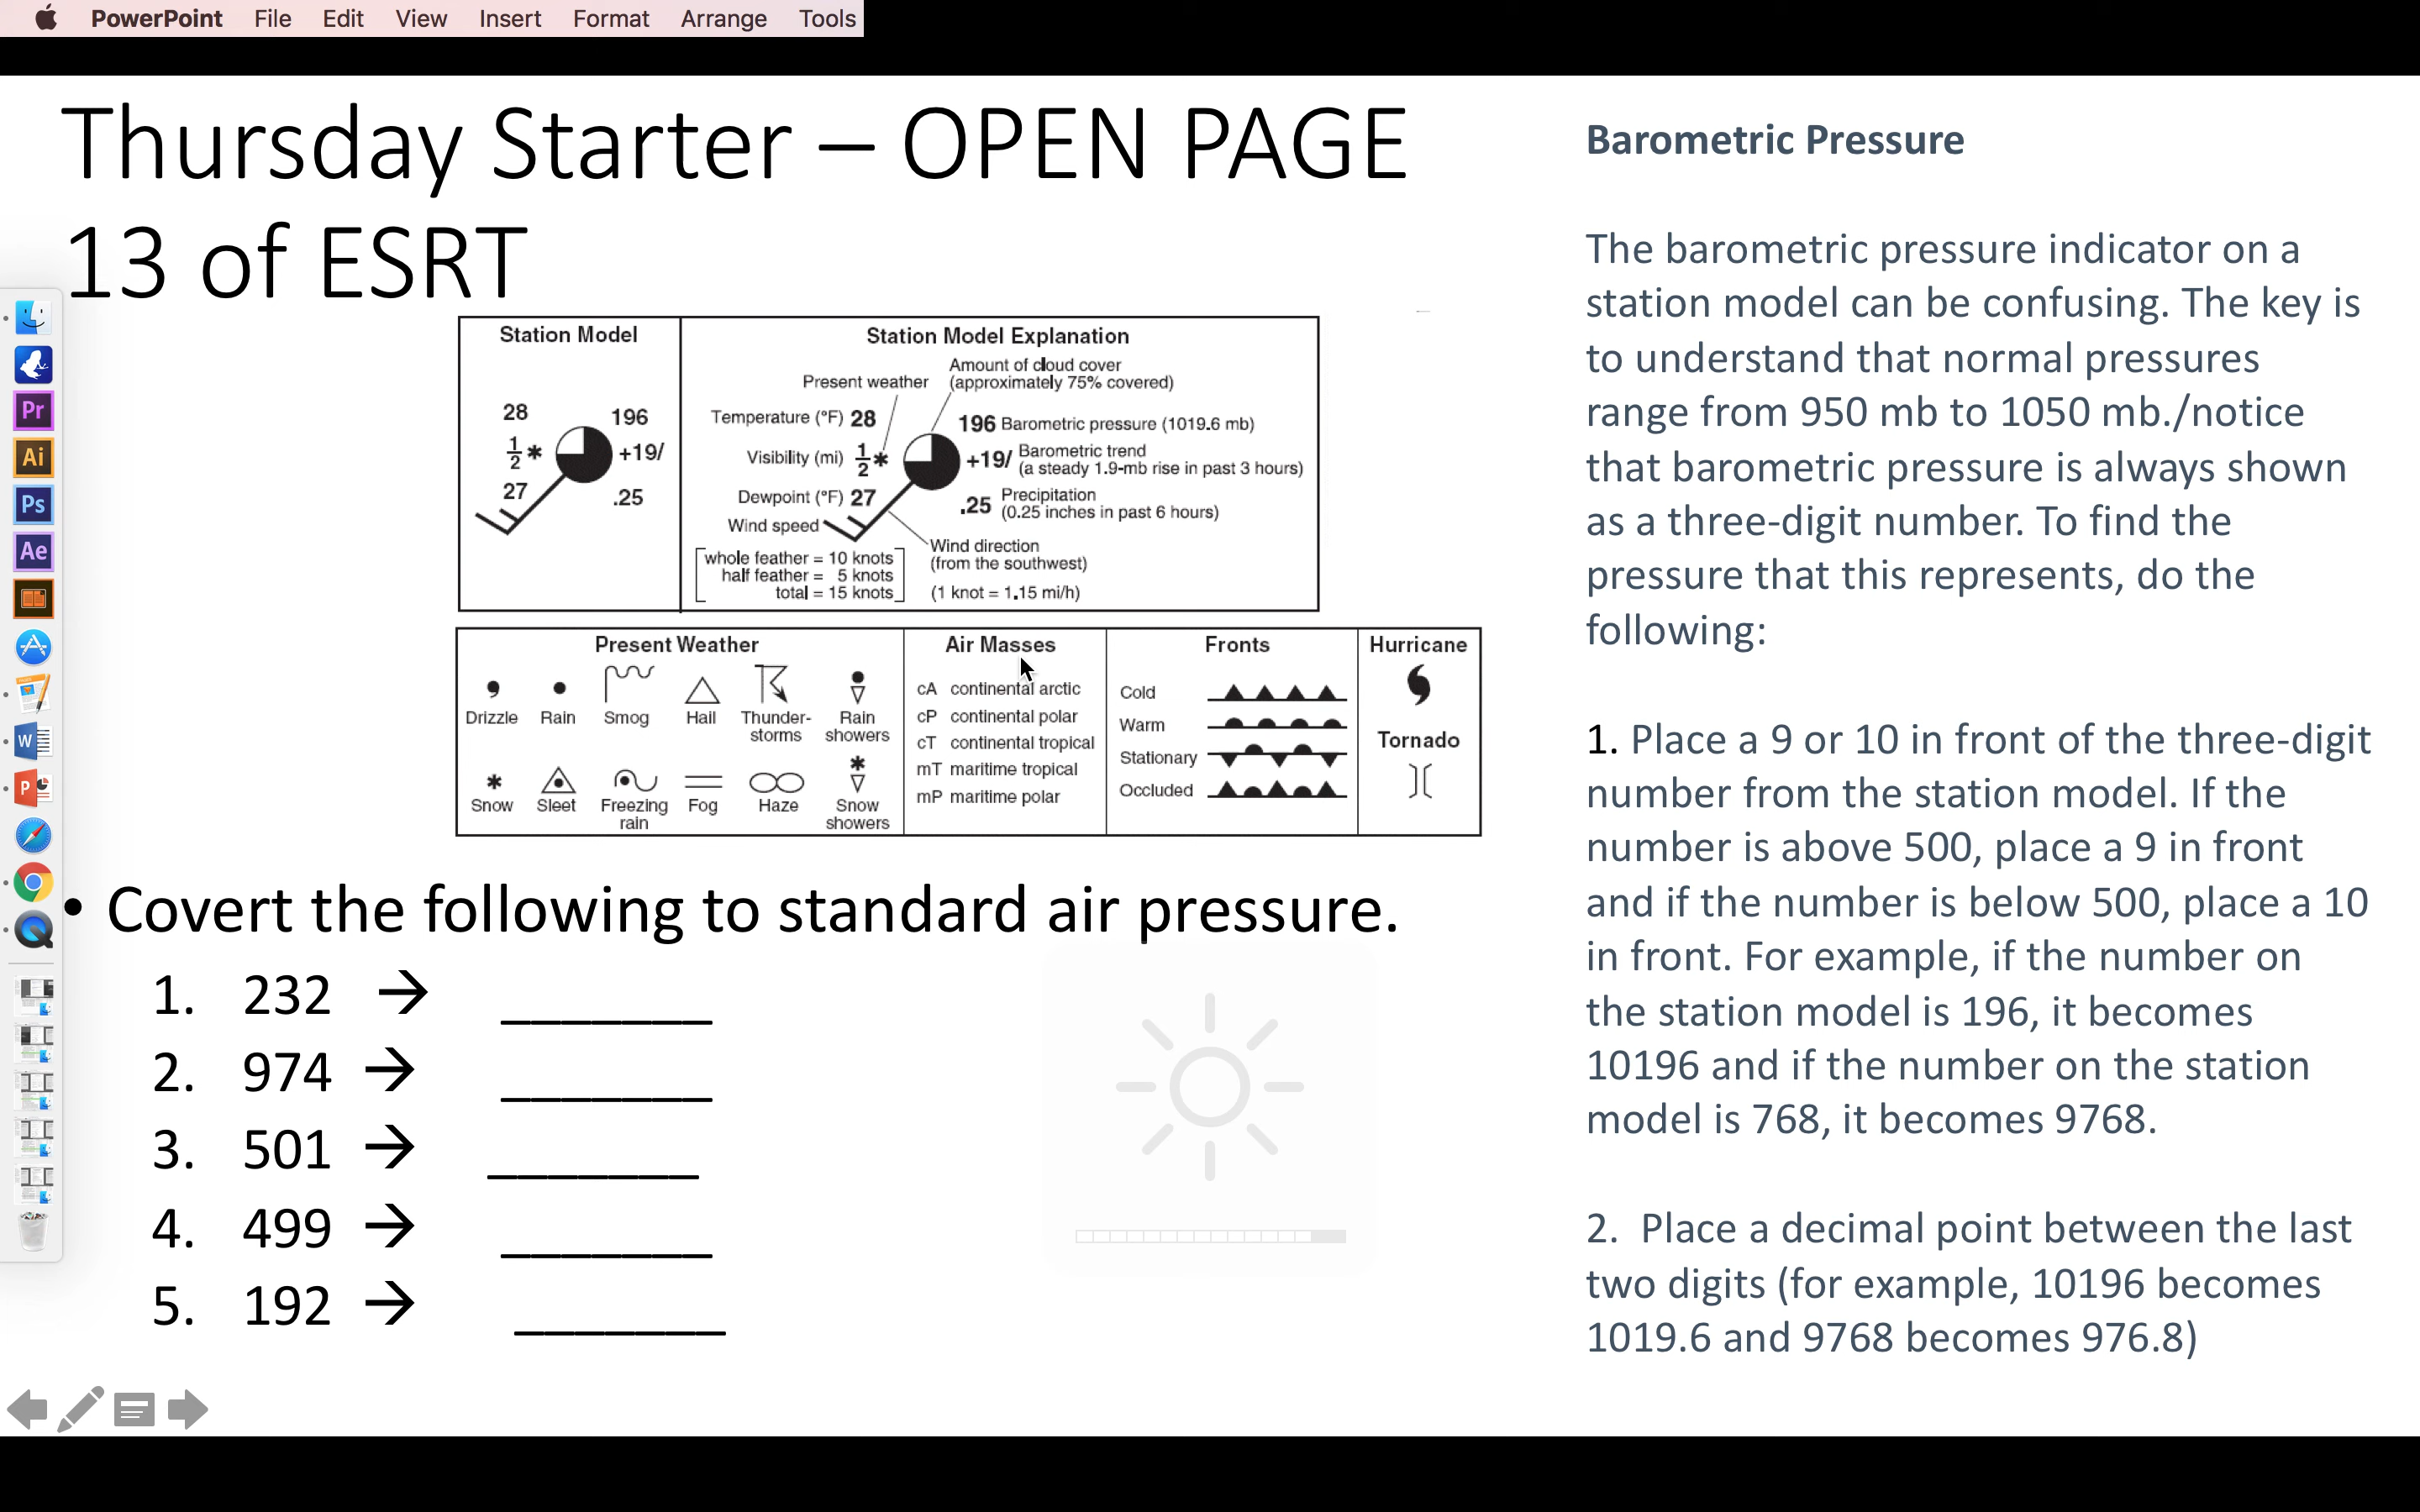 PowerPoint File Edit View Insert Format Arrange Tools
Thursday Starter – OPEN PAGE
13 of ESRT
Station Model
28
196
1/2 *
+19/
27
.25
Station Model Explanation
Amount of cloud cover
(approximately 75% covered)
Present weather
Temperature (°F) 28
196 Barometric pressure (1019.6 mb)
Visibility (mi) 1/2 *
+19/ Barometric trend
(a steady 1.9-mb rise in past 3 hours)
Dewpoint (°F) 27
.25 Precipitation
(0.25 inches in past 6 hours)
Wind speed
whole feather = 10 knots
half feather = 5 knots
total = 15 knots
Wind direction
(from the southwest)
(1 knot = 1.15 mi/h)
Present Weather
Drizzle Rain Smog Hail Thunder-
storms
Rain
showers
Snow Sleet Freezing
rain
Fog Haze Snow
showers
Air Masses
cA continental arctic
cP continental polar
cT continental tropical
mT maritime tropical
mP maritime polar
Fronts
Cold
Warm
Stationary
Occluded
Hurricane
Tornado
• Covert the following to standard air pressure.
1. 232 → _______
2. 974 → _______
3. 501 → _______
4. 499 → _______
5. 192 → _______
Barometric Pressure
The barometric pressure indicator on a
station model can be confusing. The key is
to understand that normal pressures
range from 950 mb to 1050 mb./notice
that barometric pressure is always shown
as a three-digit number. To find the
pressure that this represents, do the
following:
1. Place a 9 or 10 in front of the three-digit
number from the station model. If the
number is above 500, place a 9 in front
and if the number is below 500, place a 10
in front. For example, if the number on
the station model is 196, it becomes
10196 and if the number on the station
model is 768, it becomes 9768.
2. Place a decimal point between the last
two digits (for example, 10196 becomes
1019.6 and 9768 becomes 976.8)
Pr
Ai
Ps
Ae
W
P